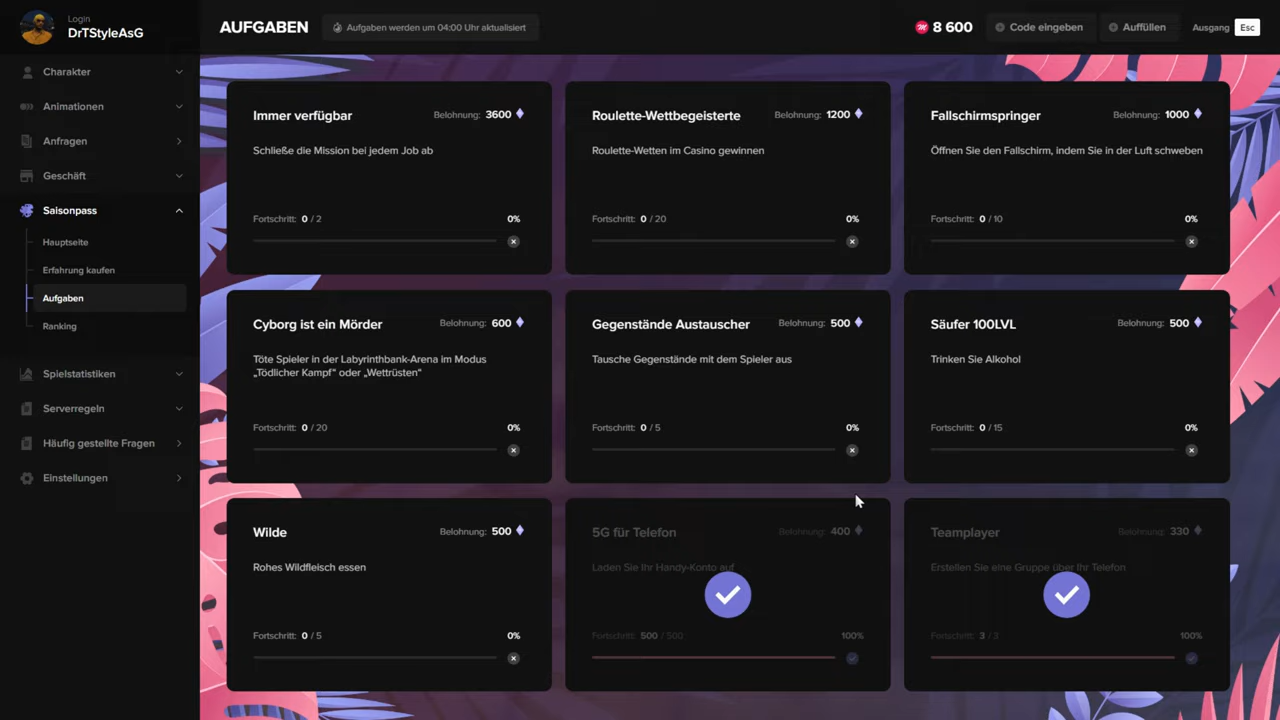 Login
DrTStyleAsG
AUFGABEN
Aufgaben werden um 04:00 Uhr aktualisiert
8 600
Code eingeben
Auffüllen
Ausgang
Esc
Charakter
Animationen
Anfragen
Geschäft
Saisonpass
Hauptseite
Erfahrung kaufen
Aufgaben
Ranking
Spielstatistiken
Serverregeln
Häufig gestellte Fragen
Einstellungen
Immer verfügbar
Belohnung: 3600
Schließe die Mission bei jedem Job ab
Fortschritt: 0 / 2
0%
Roulette-Wettbegeisterte
Belohnung: 1200
Roulette-Wetten im Casino gewinnen
Fortschritt: 0 / 20
0%
Fallschirmspringer
Belohnung: 1000
Öffnen Sie den Fallschirm, indem Sie in der Luft schweben
Fortschritt: 0 / 10
0%
Cyborg ist ein Mörder
Belohnung: 600
Töte Spieler in der Labyrinthbank-Arena im Modus
„Tödlicher Kampf“ oder „Wettrüsten“
Fortschritt: 0 / 20
0%
Gegenstände Austauscher
Belohnung: 500
Tausche Gegenstände mit dem Spieler aus
Fortschritt: 0 / 5
0%
Säufer 100LVL
Belohnung: 500
Trinken Sie Alkohol
Fortschritt: 0 / 15
0%
Wilde
Belohnung: 500
Rohes Wildfleisch essen
Fortschritt: 0 / 5
0%
5G für Telefon
Belohnung: 400
Laden Sie Ihr Handy-Konto auf
Fortschritt: 500 / 500
100%
Teamplayer
Belohnung: 330
Erstellen Sie eine Gruppe über Ihr Telefon
Fortschritt: 3 / 3
100%